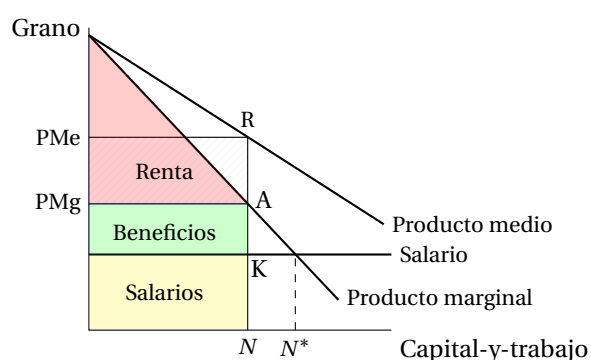 Grano
R
PMe
Renta
PMg
A
Beneficios
Producto medio
Salario
K
Salarios
Producto marginal
N
N*
Capital-y-trabajo